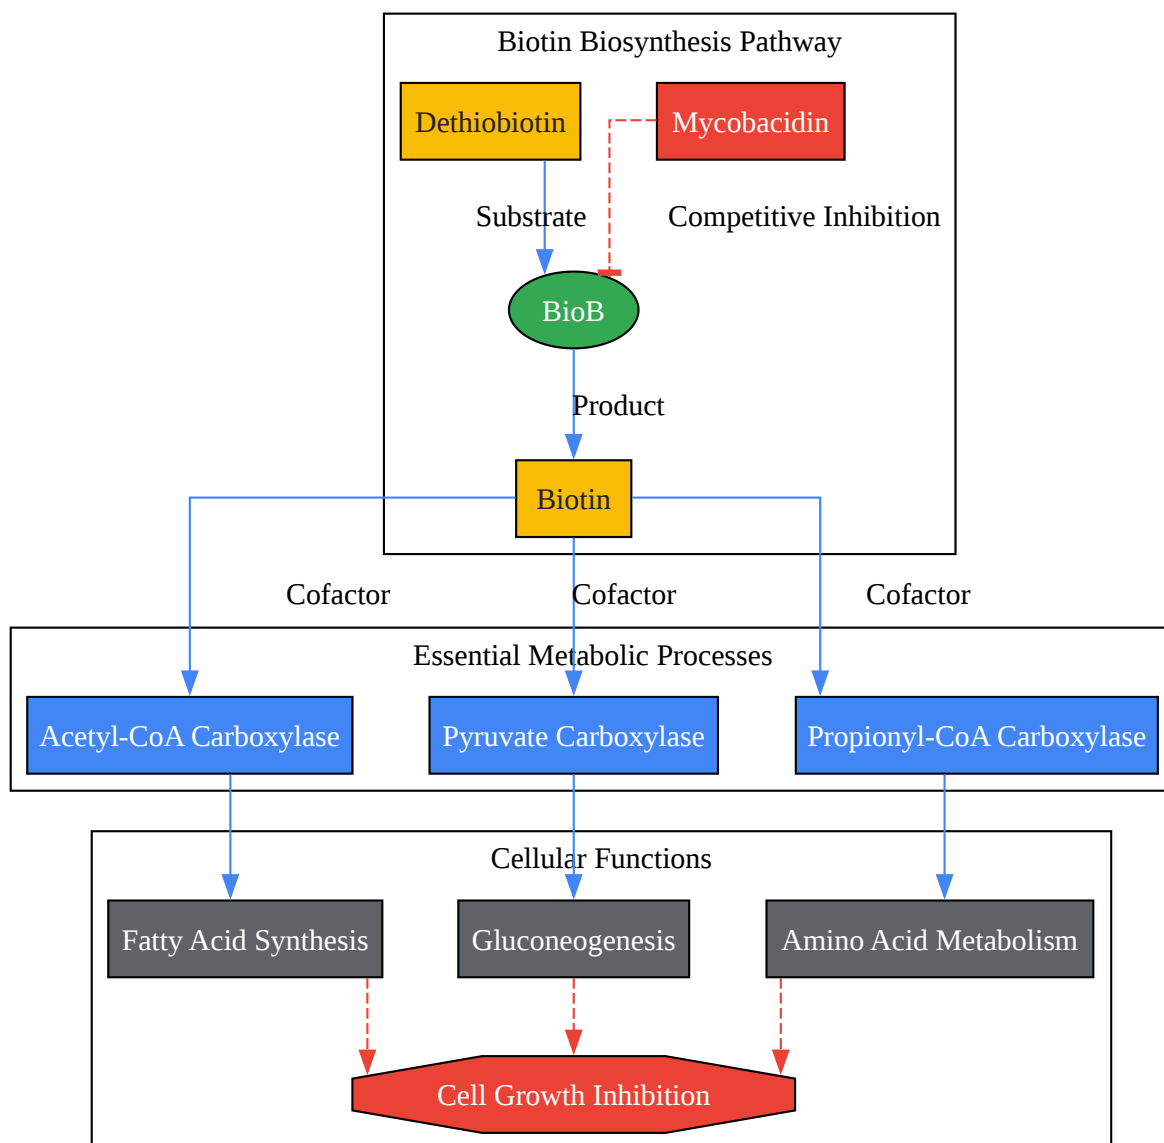 Biotin Biosynthesis Pathway
Dethiobiotin
Mycobacidin
Substrate
Competitive Inhibition
BioB
Product
Biotin
Cofactor
Cofactor
Cofactor
Essential Metabolic Processes
Acetyl-CoA Carboxylase
Pyruvate Carboxylase
Propionyl-CoA Carboxylase
Cellular Functions
Fatty Acid Synthesis
Gluconeogenesis
Amino Acid Metabolism
Cell Growth Inhibition